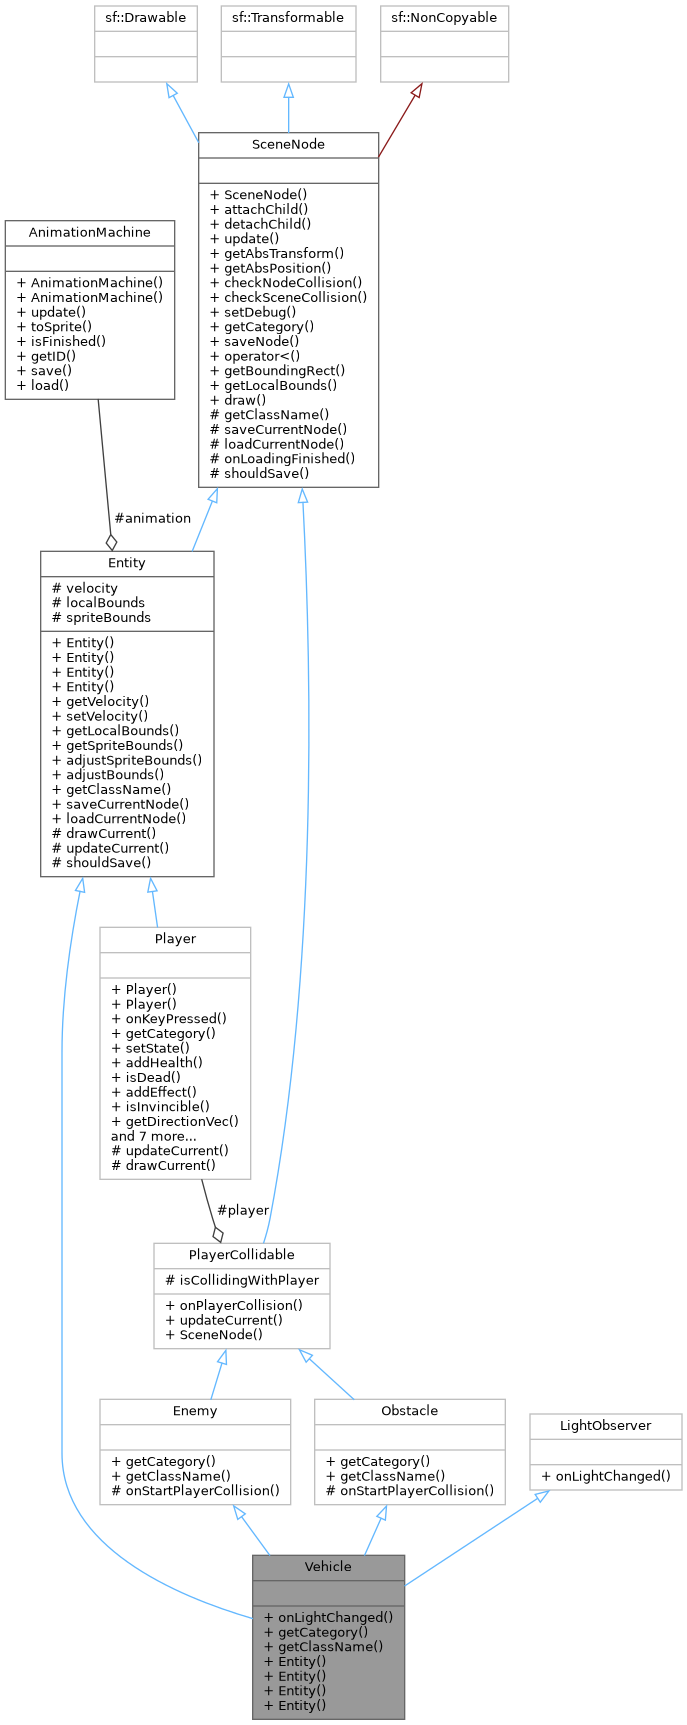 sf::Drawable
sf::Transformable
sf::NonCopyable
SceneNode
+ SceneNode()
+ attachChild()
+ detachChild()
+ update()
+ getAbsTransform()
+ getAbsPosition()
+ checkNodeCollision()
+ checkSceneCollision()
+ setDebug()
+ getCategory()
+ saveNode()
+ operator<()
+ getBoundingRect()
+ getLocalBounds()
+ draw()
# getClassName()
# saveCurrentNode()
# loadCurrentNode()
# onLoadingFinished()
# shouldSave()
AnimationMachine
+ AnimationMachine()
+ AnimationMachine()
+ update()
+ toSprite()
+ isFinished()
+ getID()
+ save()
+ load()
#animation
Entity
# velocity
# localBounds
# spriteBounds
+ Entity()
+ Entity()
+ Entity()
+ Entity()
+ getVelocity()
+ setVelocity()
+ getLocalBounds()
+ getSpriteBounds()
+ adjustSpriteBounds()
+ adjustBounds()
+ getClassName()
+ saveCurrentNode()
+ loadCurrentNode()
# drawCurrent()
# updateCurrent()
# shouldSave()
Player
+ Player()
+ Player()
+ onKeyPressed()
+ getCategory()
+ setState()
+ addHealth()
+ isDead()
+ addEffect()
+ isInvincible()
+ getDirectionVec()
and 7 more...
# updateCurrent()
# drawCurrent()
#player
PlayerCollidable
# isCollidingWithPlayer
+ onPlayerCollision()
+ updateCurrent()
+ SceneNode()
Enemy
+ getCategory()
+ getClassName()
# onStartPlayerCollision()
Obstacle
+ getCategory()
+ getClassName()
# onStartPlayerCollision()
LightObserver
+ onLightChanged()
Vehicle
+ onLightChanged()
+ getCategory()
+ getClassName()
+ Entity()
+ Entity()
+ Entity()
+ Entity()